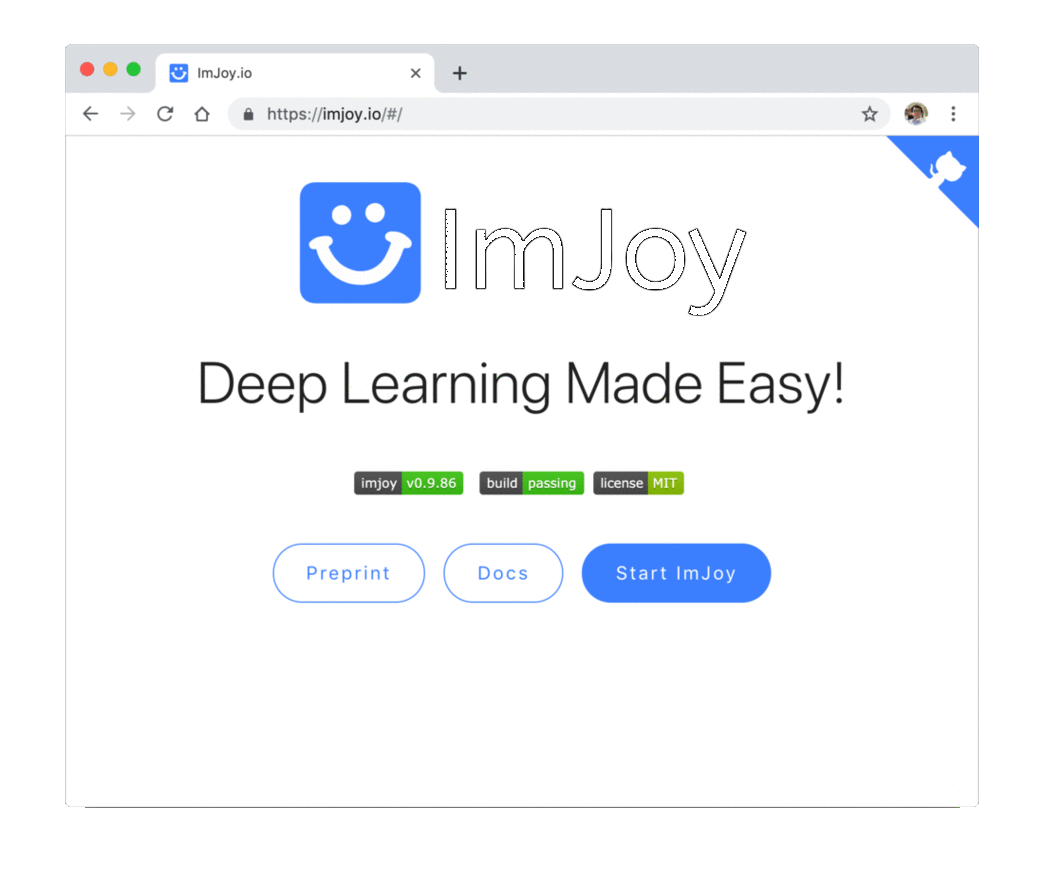 ImJoy.io
https://imjoy.io/#/
ImJoy
Deep Learning Made Easy!
imjoy v0.9.86 build passing license MIT
Preprint Docs Start ImJoy